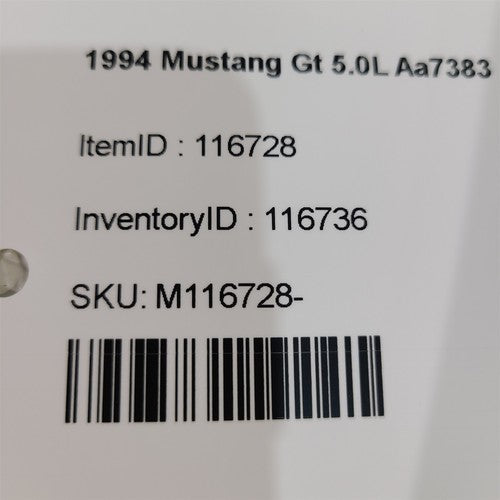 1994 Mustang Gt 5.0L Aa7383
ItemID : 116728
InventoryID : 116736
SKU: M116728-